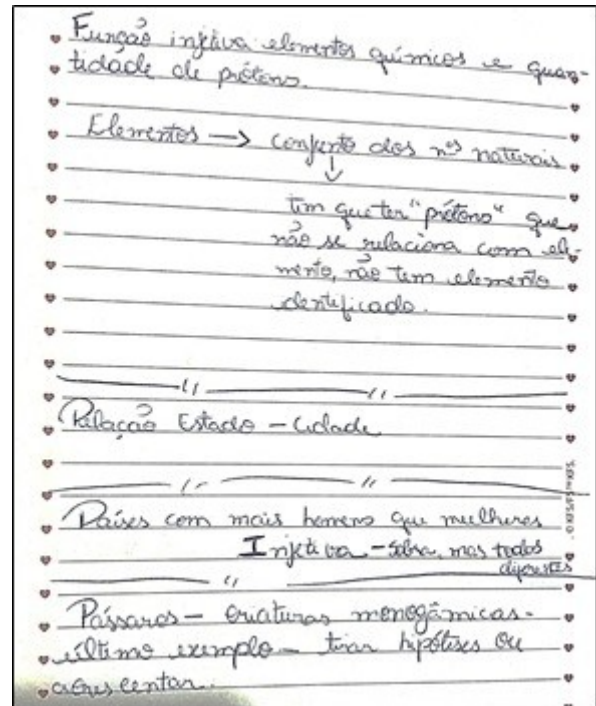 Função injetiva elementos químicos e quan-
tidade de prótons.
Elementos → conjunto dos nos naturais
↓
tem que ter "prótons" que
não se relaciona com ele-
mento, não tem elemento
identificado.
Relação Estado - Cidade
Países com mais homens que mulheres
Injetiva - sobra, mas todos
diferentes
Pássaros - criaturas monogâmicas -
último exemplo - tirar hipóteses ou
acrescentar.